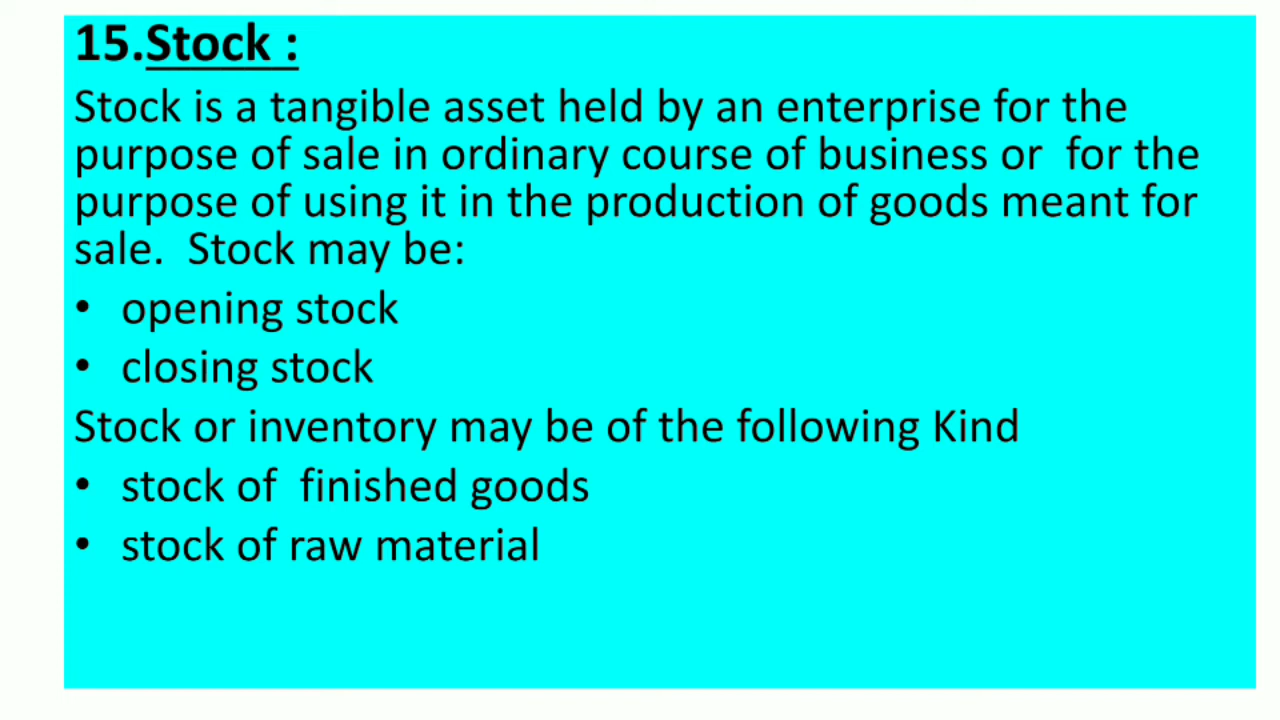 15.Stock :
Stock is a tangible asset held by an enterprise for the
purpose of sale in ordinary course of business or  for the
purpose of using it in the production of goods meant for
sale.  Stock may be:
• opening stock
• closing stock
Stock or inventory may be of the following Kind
• stock of  finished goods
• stock of raw material